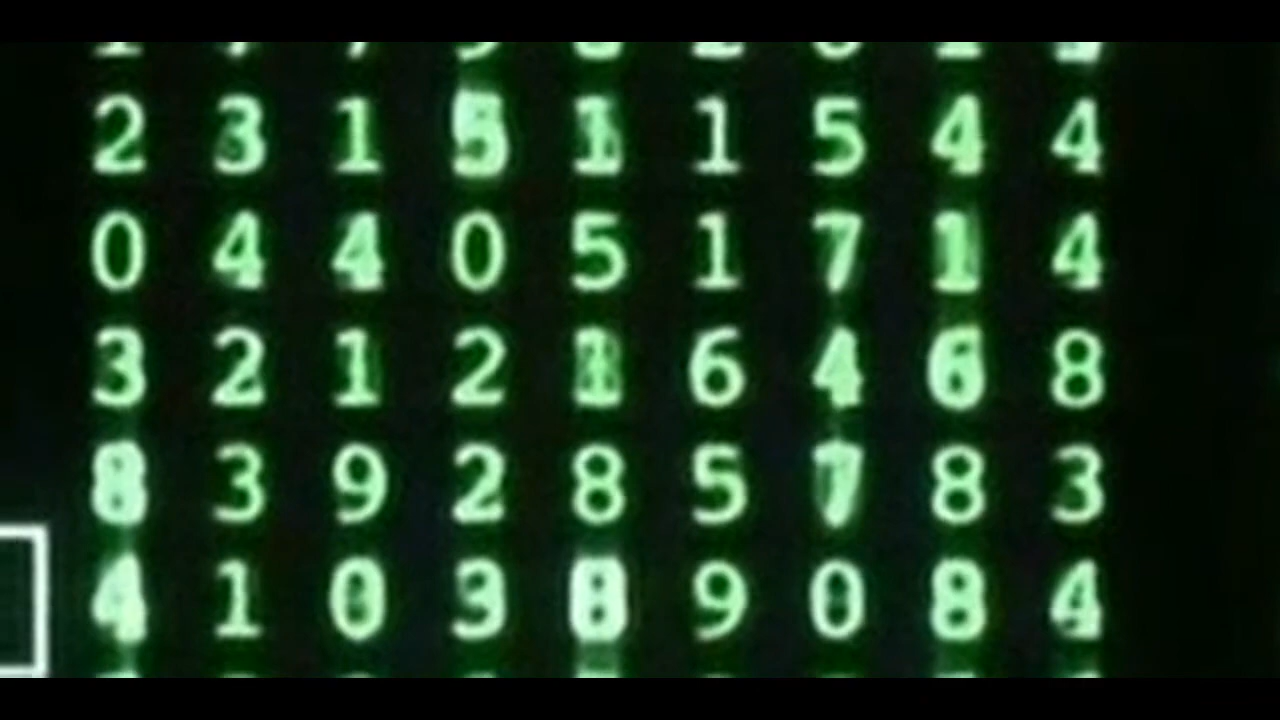 2 3 1 5 1 1 5 4 4
0 4 4 0 5 1 7 1 4
3 2 1 2 1 6 4 6 8
8 3 9 2 8 5 7 8 3
4 1 0 3 8 9 0 8 4